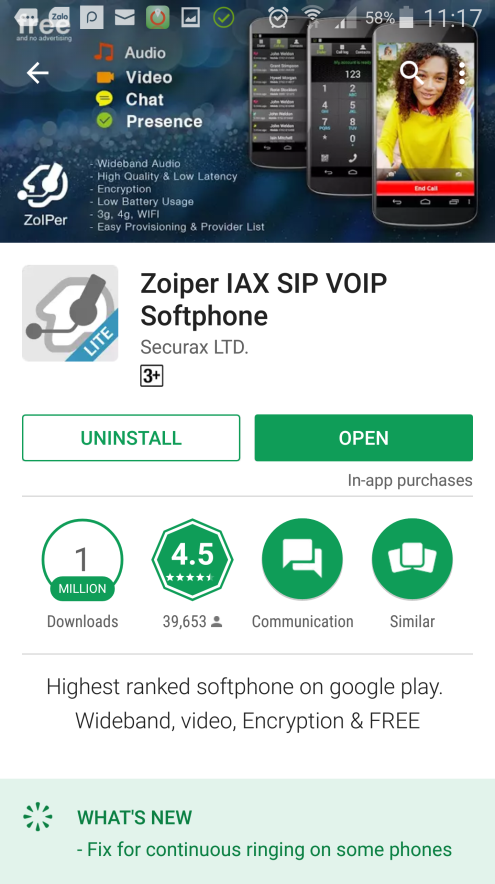 Zalo
58%
11:17
free
and no advertising
Audio
Video
Chat
Presence
123
End Call
ZoIPer
- Wideband Audio
- High Quality & Low Latency
- Encryption
- Low Battery Usage
- 3g, 4g, WIFI
- Easy Provisioning & Provider List
LITE
Zoiper IAX SIP VOIP
Softphone
Securax LTD.
3+
UNINSTALL
OPEN
In-app purchases
1
MILLION
Downloads
4.5
39,653
Communication
Similar
Highest ranked softphone on google play.
Wideband, video, Encryption & FREE
WHAT'S NEW
- Fix for continuous ringing on some phones